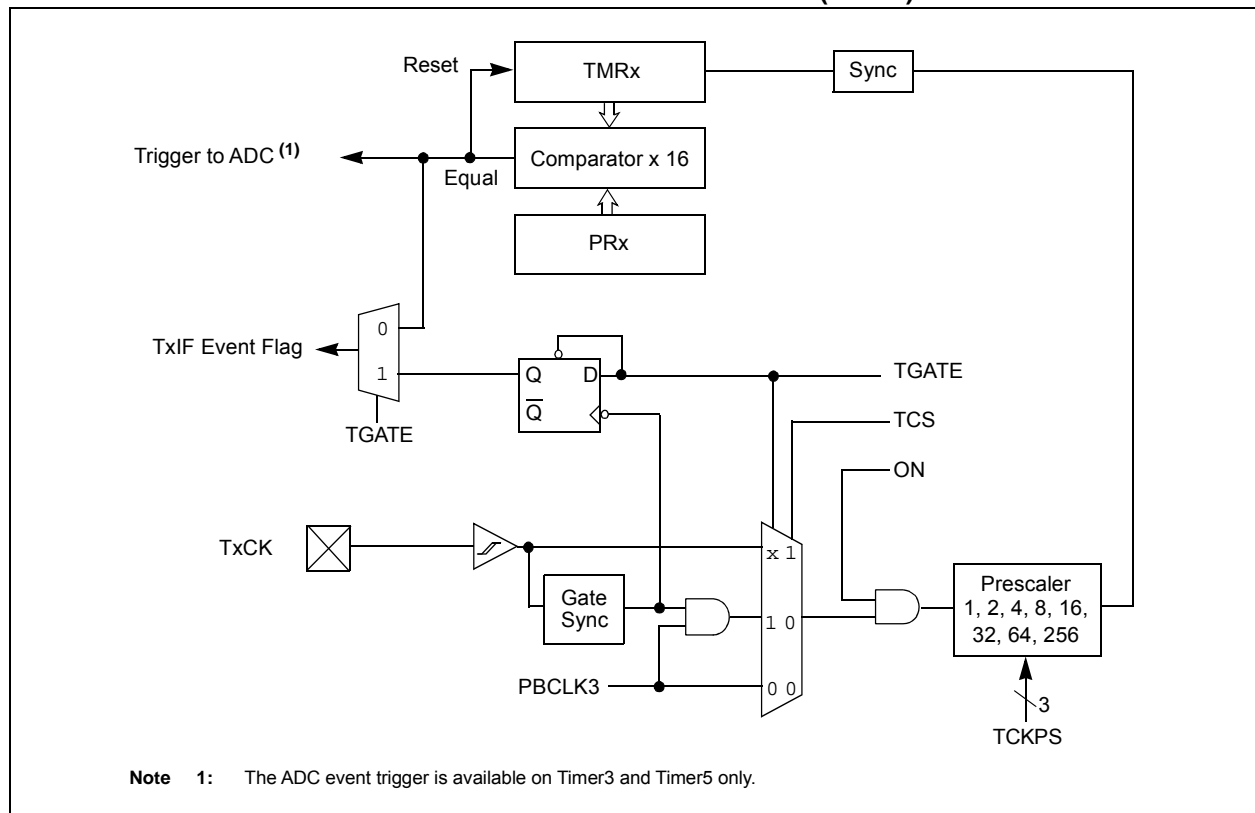 Reset
TMRx
Sync
Trigger to ADC (1)
Equal
Comparator x 16
PRx
0
TxIF Event Flag
1
TGATE
Q D
Q
TGATE
TCS
ON
TxCK
x 1
Gate
Sync
1 0
Prescaler
1, 2, 4, 8, 16,
32, 64, 256
PBCLK3
0 0
3
TCKPS
Note 1: The ADC event trigger is available on Timer3 and Timer5 only.